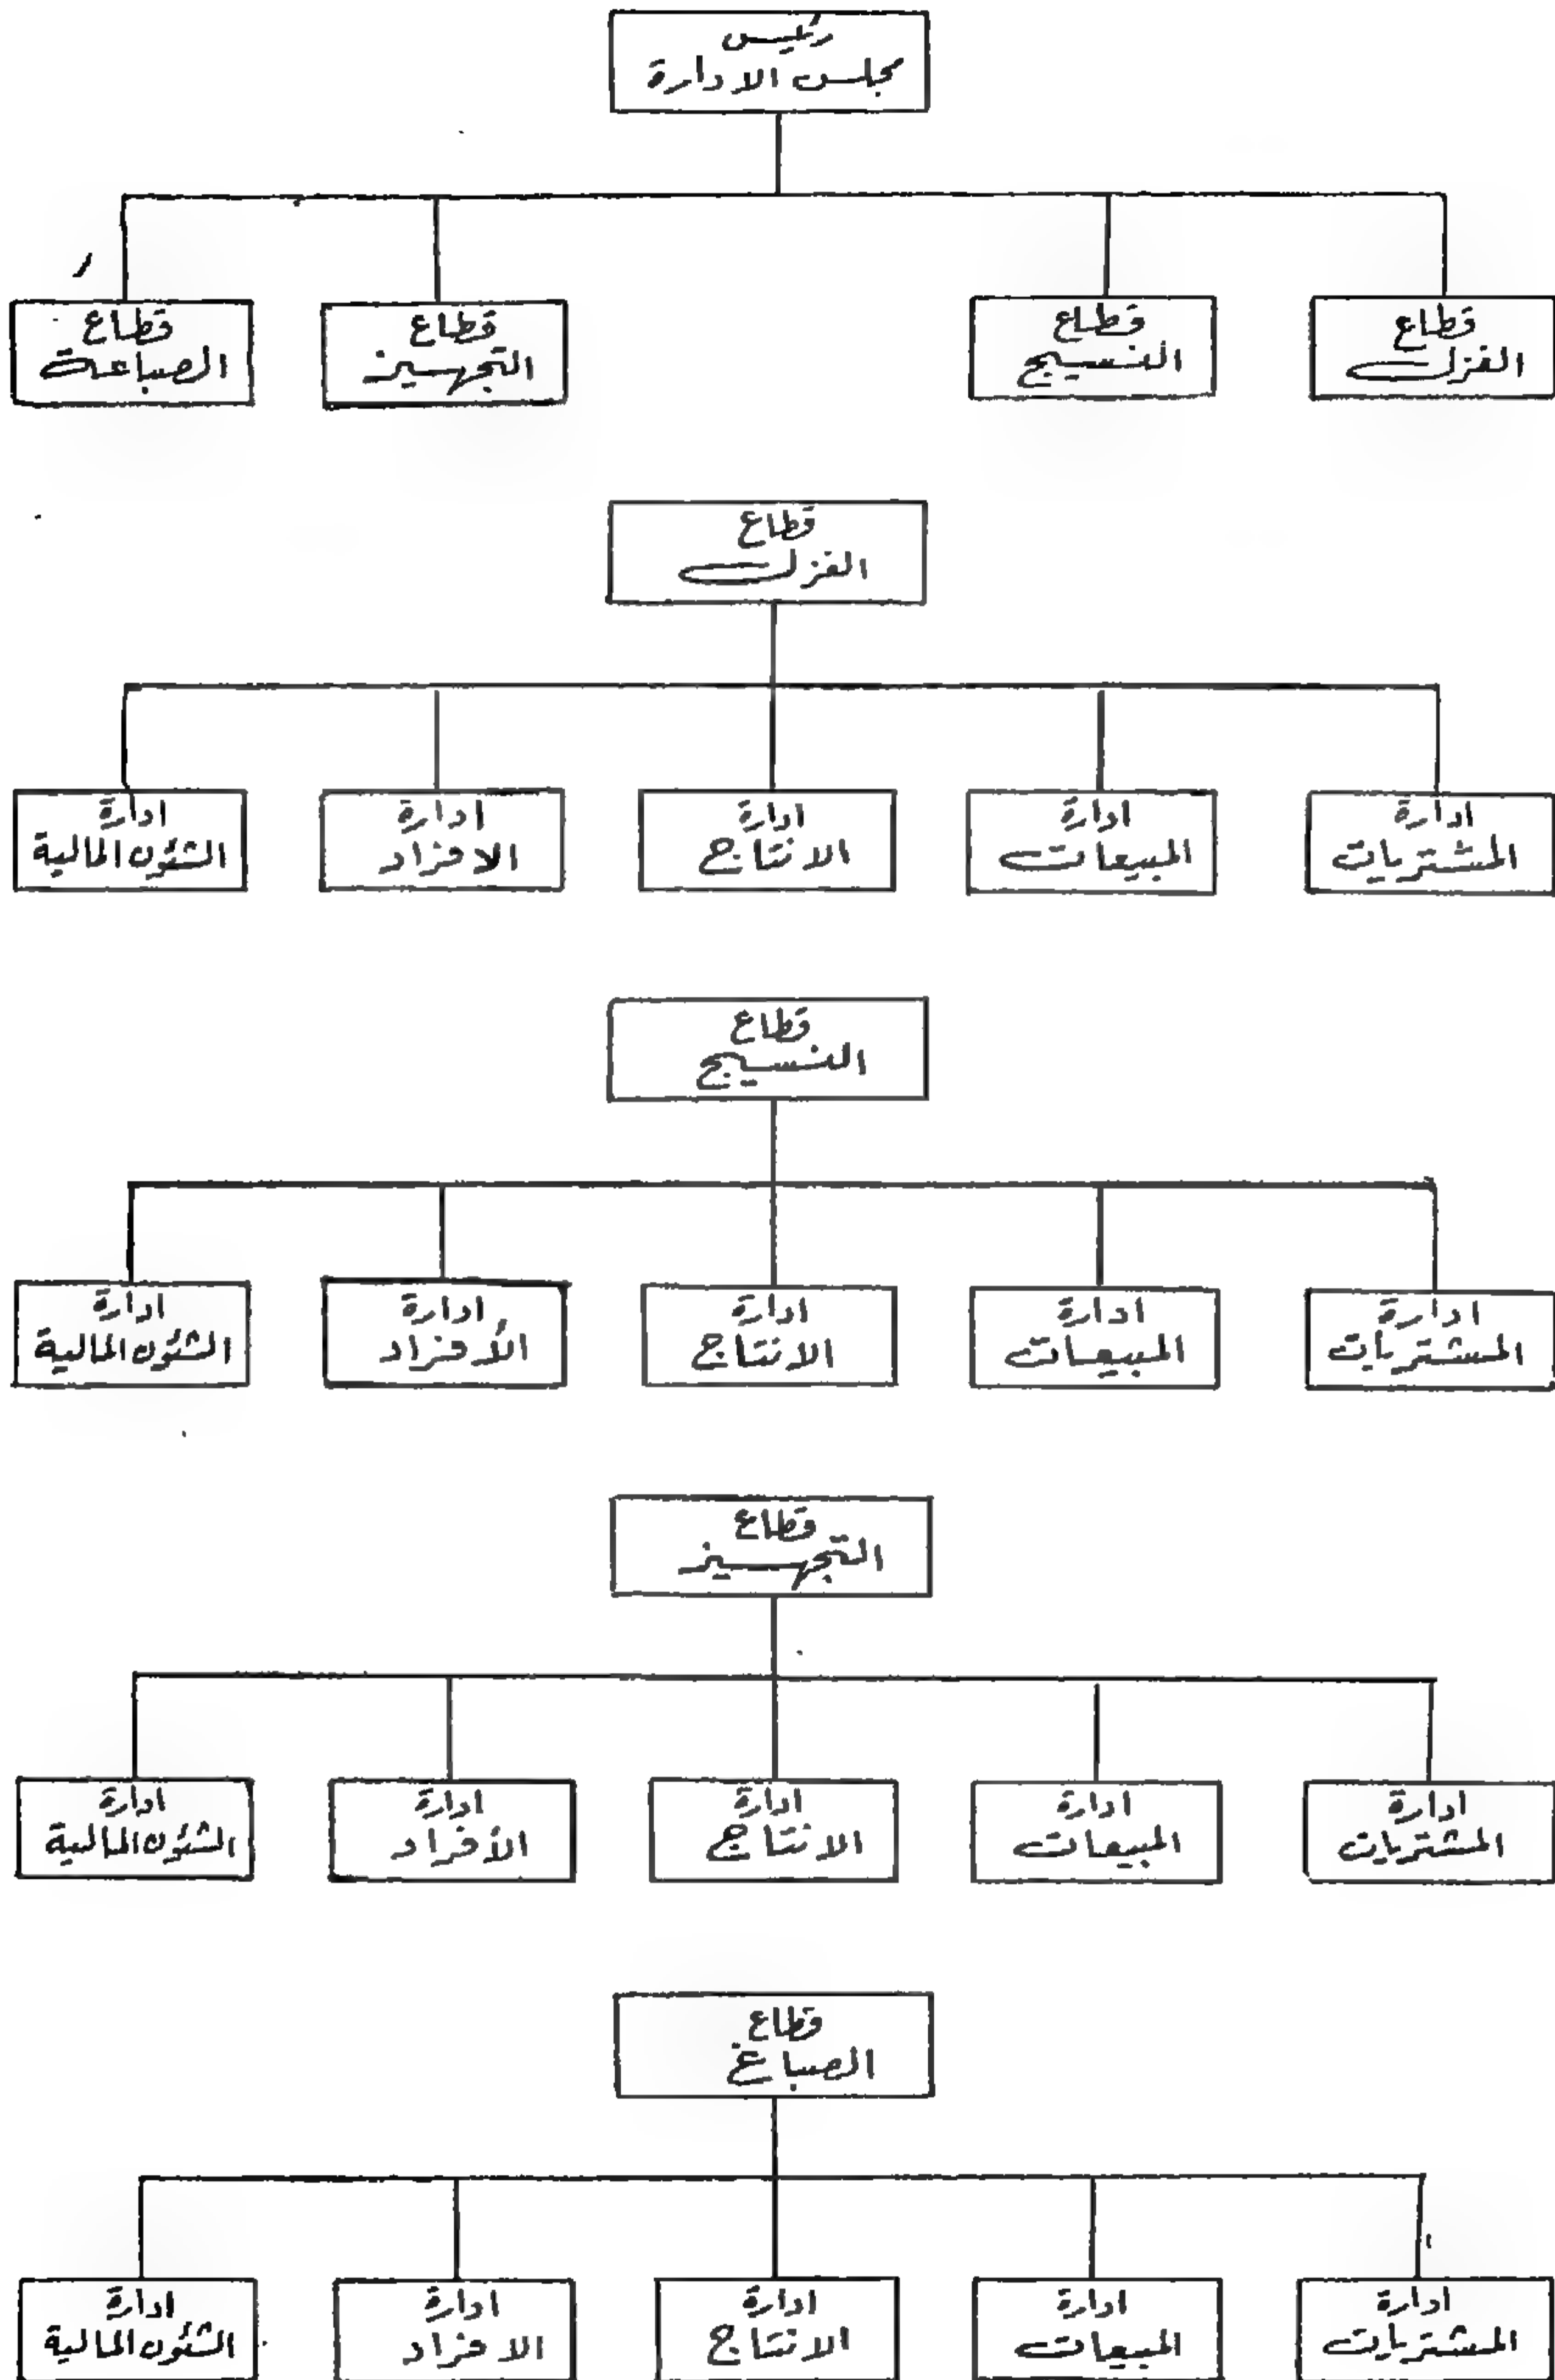 رئيس
مجلس الادارة
قطاع
الغزل
قطاع
النسيج
قطاع
التجهيز
قطاع
الصباعة
قطاع
الغزل
ادارة
المشتريات
ادارة
المبيعات
ادارة
الانتاج
ادارة
الافراد
ادارة
الشئون المالية
قطاع
النسيج
ادارة
المشتريات
ادارة
المبيعات
ادارة
الانتاج
ادارة
الأفراد
ادارة
الشئون المالية
قطاع
التجهيز
ادارة
المشتريات
ادارة
المبيعات
ادارة
الانتاج
ادارة
الأفراد
ادارة
الشئون المالية
قطاع
الصباغ
ادارة
المشتريات
ادارة
المبيعات
ادارة
الانتاج
ادارة
الافراد
ادارة
الشئون المالية